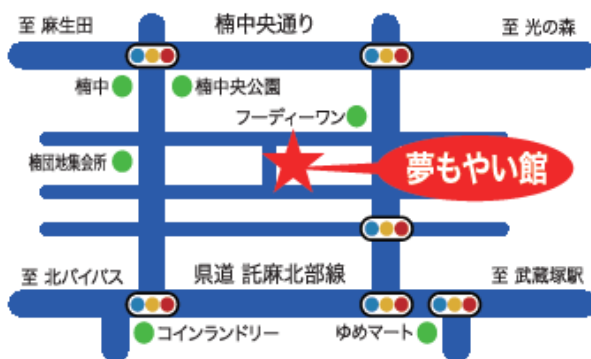 至 麻生田
楠中央通り
至 光の森
楠中
楠中央公園
フーディーワン
楠団地集会所
夢もやい館
至 北バイパス
県道 託麻北部線
至 武蔵塚駅
コインランドリー
ゆめマート